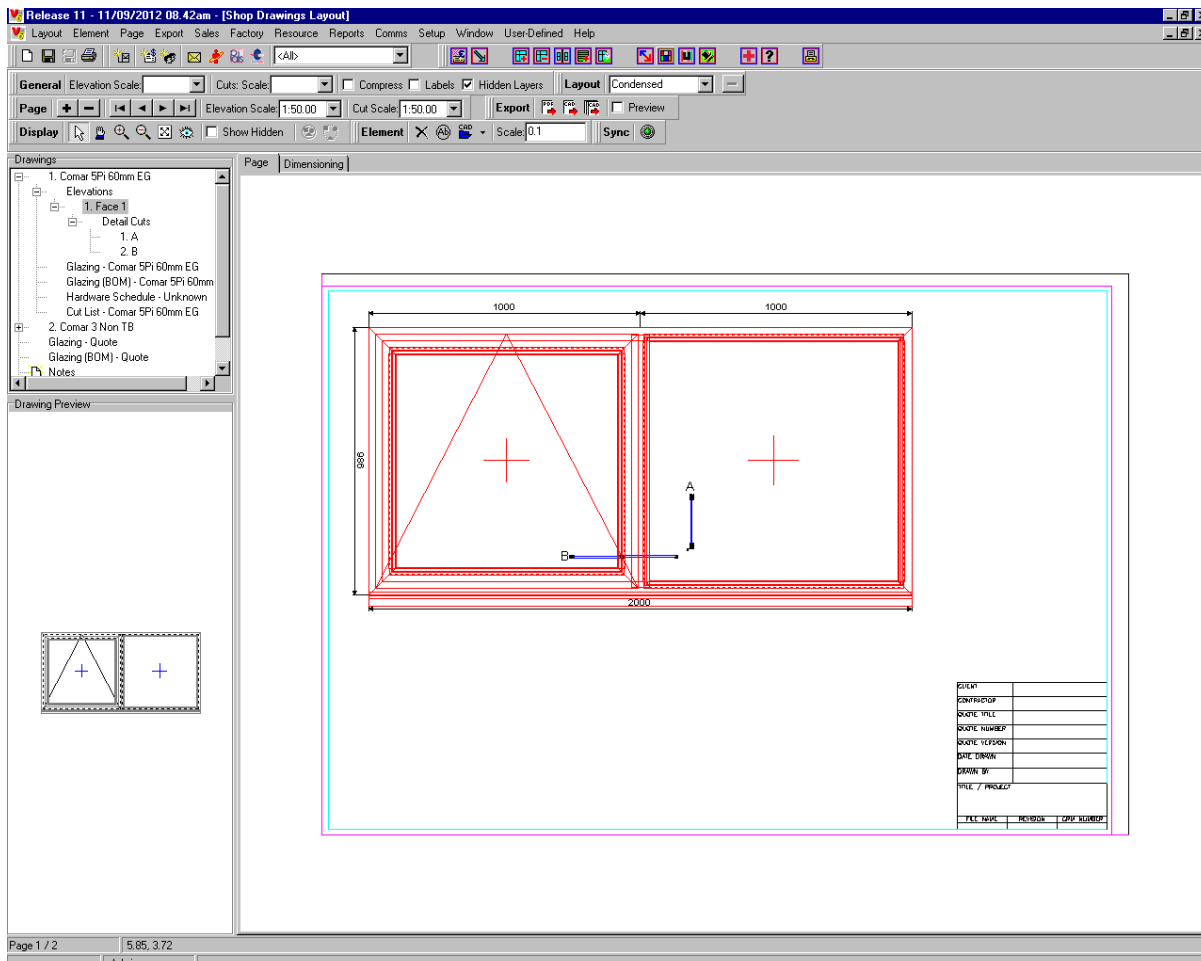 Release 11 - 11/09/2012 08.42am - [Shop Drawings Layout]
Layout Element Page Export Sales Factory Resource Reports Comms Setup Window User-Defined Help
<All>
General Elevation Scale: Cuts: Scale: Compress Labels Hidden Layers Layout Condensed
Page Elevation Scale: 1:50.00 Cut Scale: 1:50.00 Export PDF CAD CAD Preview
Display Show Hidden Element Ab CAD Scale: 0.1 Sync
Drawings
Page Dimensioning
1. Comar 5Pi 60mm EG
Elevations
1. Face 1
Detail Cuts
1. A
2. B
Glazing - Comar 5Pi 60mm EG
Glazing (BOM) - Comar 5Pi 60mm
Hardware Schedule - Unknown
Cut List - Comar 5Pi 60mm EG
2. Comar 3 Non TB
Glazing - Quote
Glazing (BOM) - Quote
Notes
Drawing Preview
1000 1000
986
A
B
2000
CLIENT
CONTRACTOR
QUOTE TITLE
QUOTE NUMBER
QUOTE VERSION
DATE DRAWN
DRAWN BY
TITLE / PROJECT
FILE NAME REVISION
Page 1 / 2 5.85, 3.72